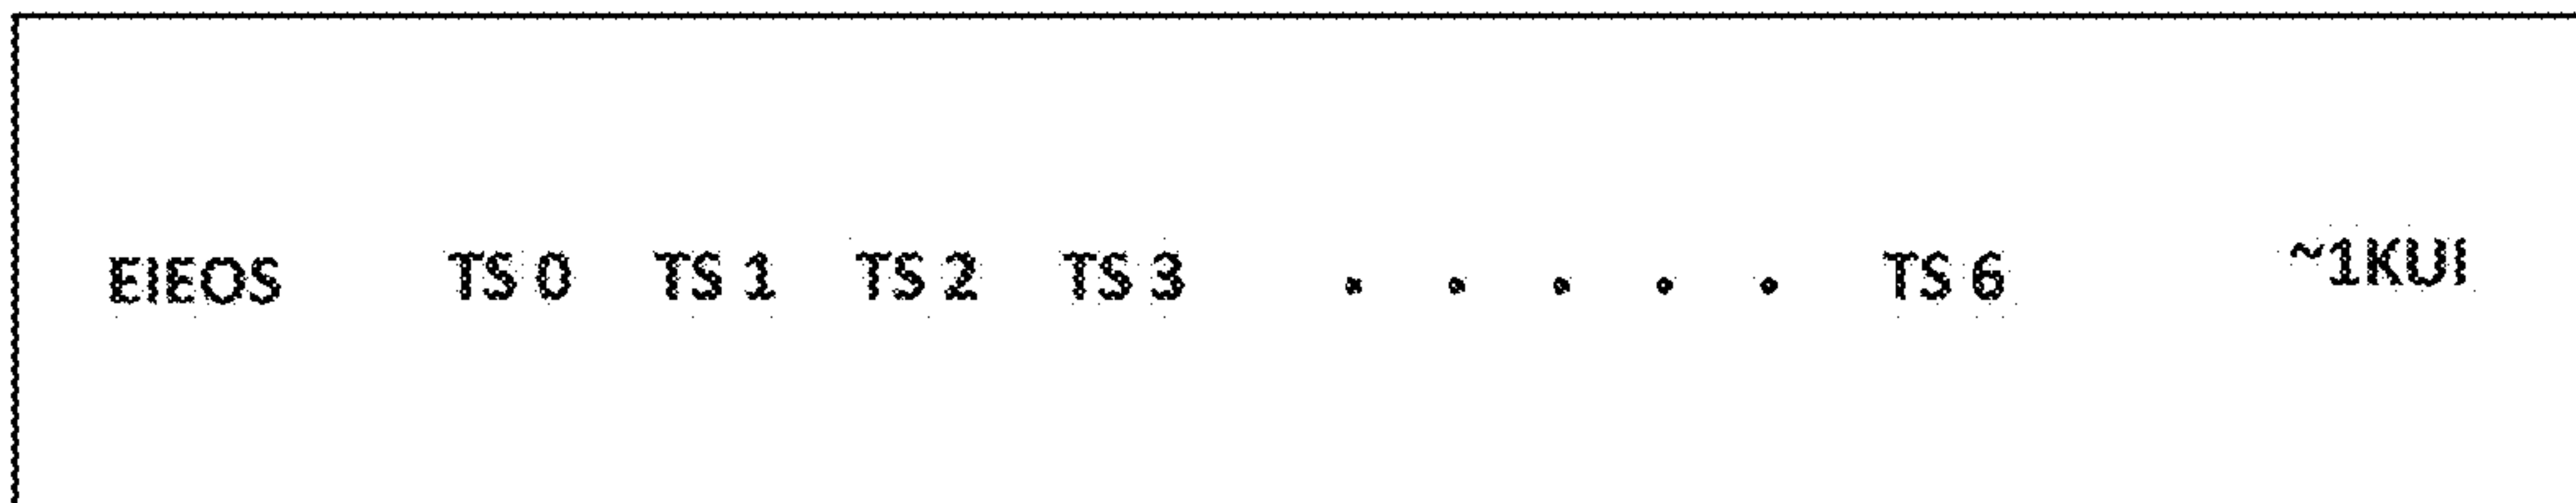 EIEOS TS 0 TS 1 TS 2 TS 3 . . . . . TS 6 ~1KUI